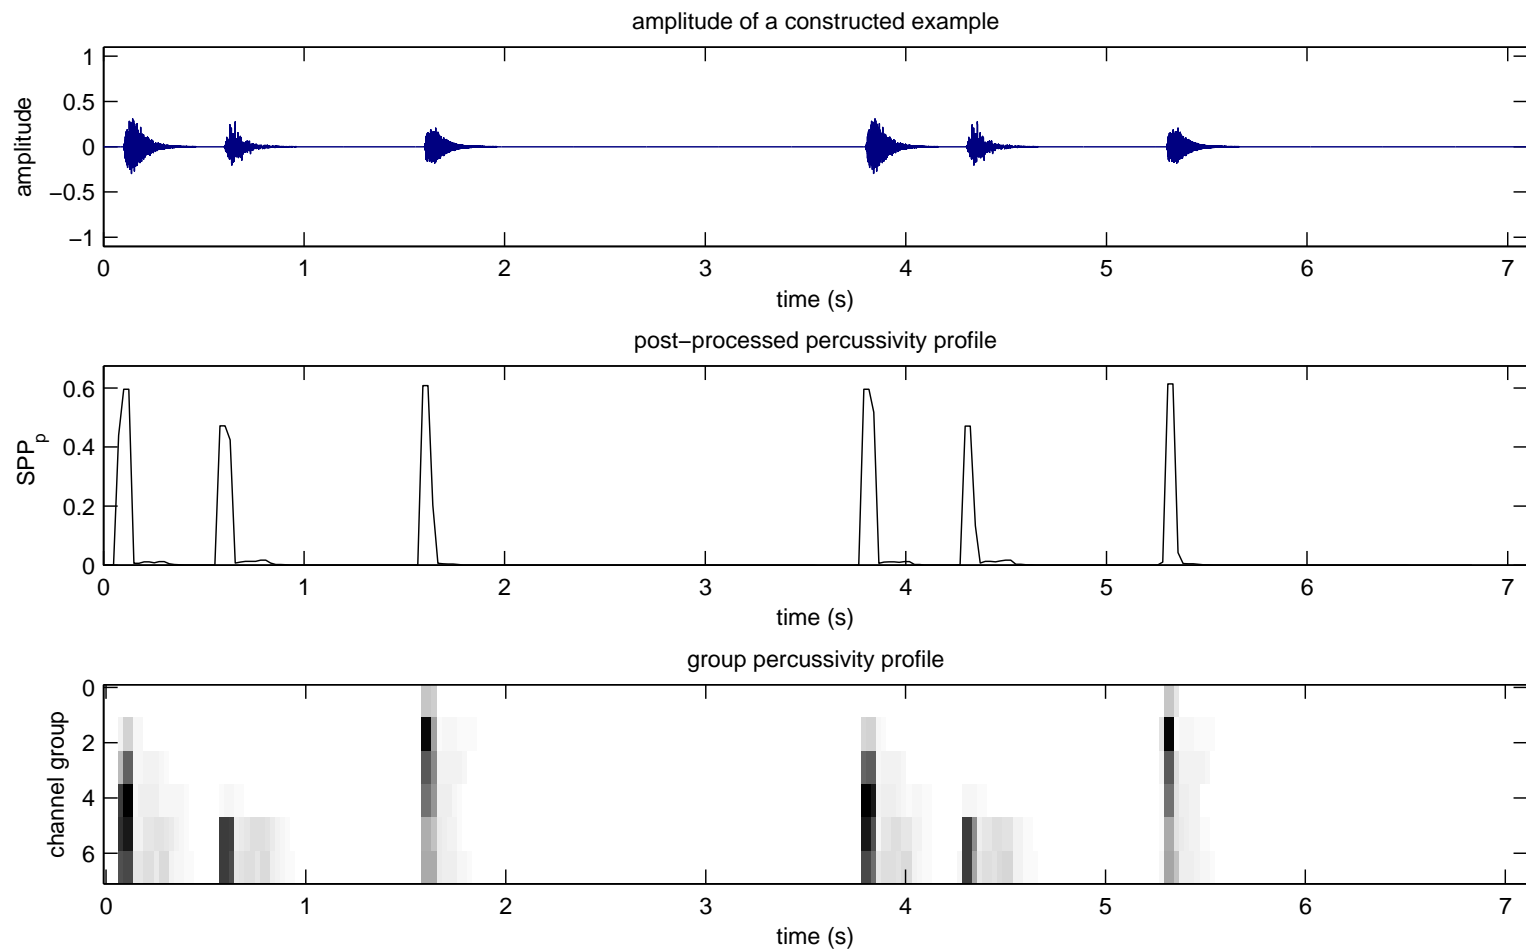 amplitude of a constructed example
1
0.5
0
−0.5
−1
amplitude
0 1 2 3 4 5 6 7
time (s)
post−processed percussivity profile
0.6
0.4
0.2
0
SPPp
0 1 2 3 4 5 6 7
time (s)
group percussivity profile
0
2
4
6
channel group
0 1 2 3 4 5 6 7
time (s)